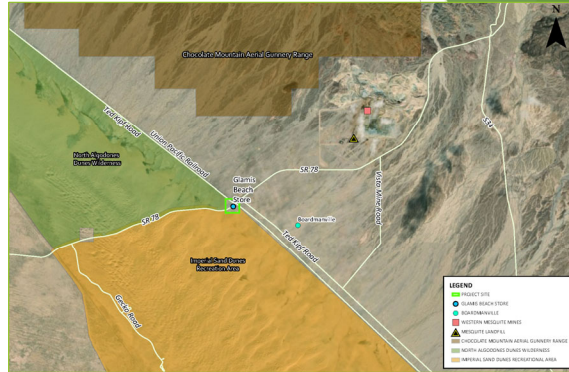 N
Chocolate Mountain Aerial Gunnery Range
Ted Kipf Road
Union Pacific Railroad
S34
North Algodones
Dunes Wilderness
Glamis
Beach
Store
SR 78
Vista Mine Road
SR 78
Boardmanville
Ted Kipf Road
Imperial Sand Dunes
Recreation Area
Gecko Road
LEGEND
PROJECT SITE
GLAMIS BEACH STORE
BOARDMANVILLE
WESTERN MESQUITE MINES
MESQUITE LANDFILL
CHOCOLATE MOUNTAIN AERIAL GUNNERY RANGE
NORTH ALGODONES DUNES WILDERNESS
IMPERIAL SAND DUNES RECREATIONAL AREA